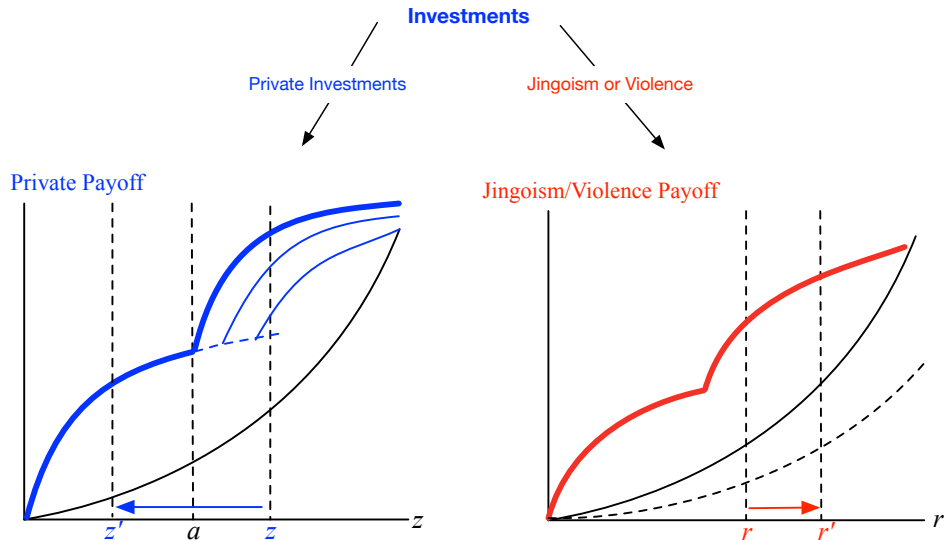 Investments
Private Investments
Jingoism or Violence
Private Payoff
Jingoism/Violence Payoff
z' a z z
r r' r